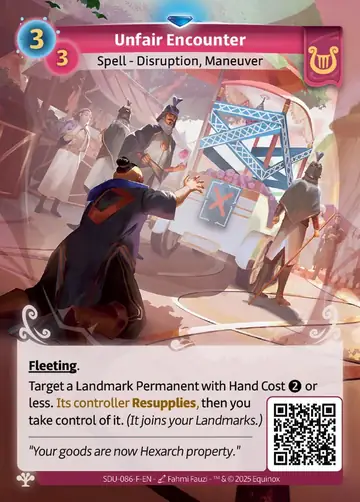 3
3
Unfair Encounter
Spell - Disruption, Maneuver
Fleeting.
Target a Landmark Permanent with Hand Cost 2 or
less. Its controller Resupplies, then you
take control of it. (It joins your Landmarks.)
"Your goods are now Hexarch property."
SDU-086-F-EN - Fahmi Fauzi - ™ & © 2025 Equinox